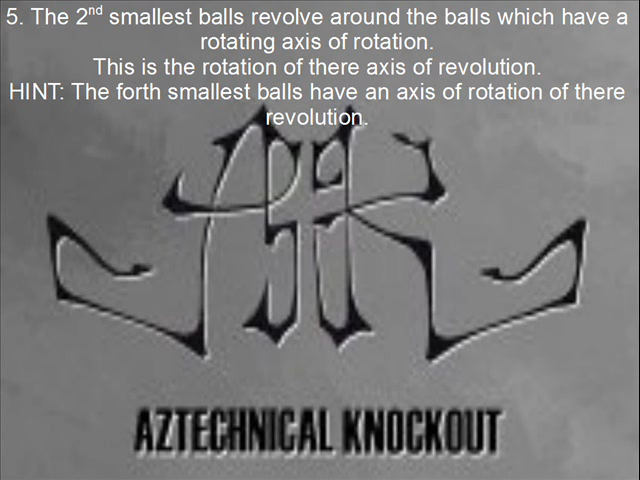 5. The 2nd smallest balls revolve around the balls which have a
rotating axis of rotation.
This is the rotation of there axis of revolution.
HINT: The forth smallest balls have an axis of rotation of there
revolution.
AZTECHNICAL KNOCKOUT